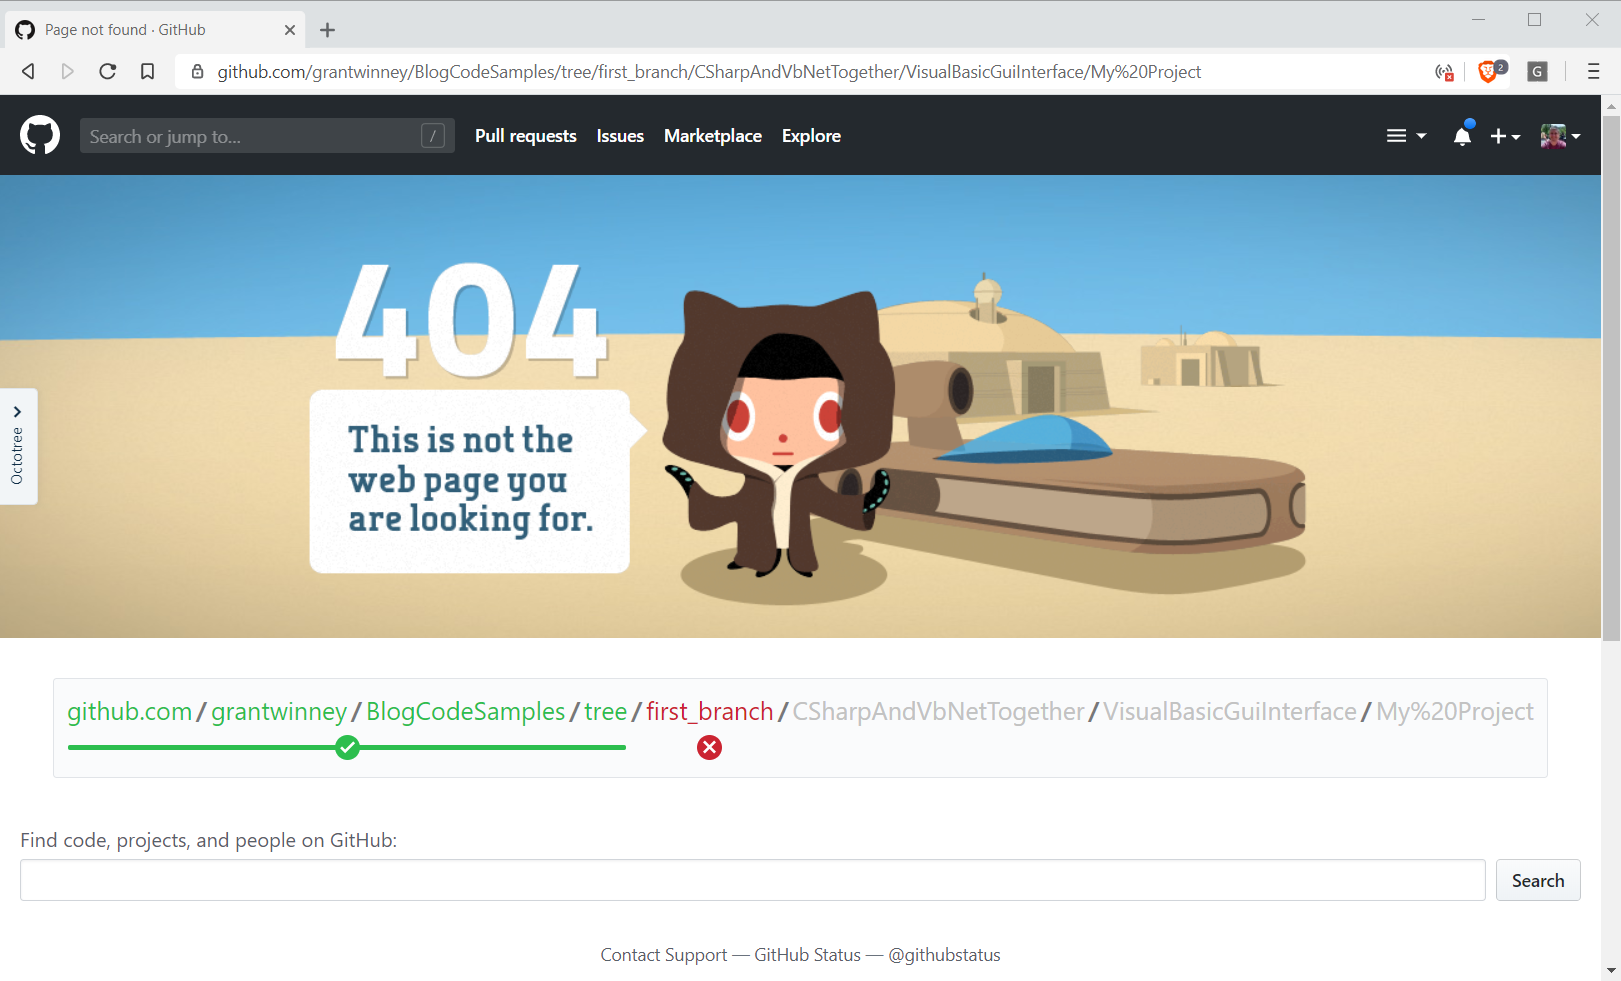 Page not found · GitHub
github.com/grantwinney/BlogCodeSamples/tree/first_branch/CSharpAndVbNetTogether/VisualBasicGuiInterface/My%20Project
2
G
Search or jump to...
/
Pull requests Issues Marketplace Explore
404
This is not the
web page you
are looking for.
Octotree
github.com / grantwinney / BlogCodeSamples / tree / first_branch / CSharpAndVbNetTogether / VisualBasicGuiInterface / My%20Project
Find code, projects, and people on GitHub:
Search
Contact Support — GitHub Status — @githubstatus